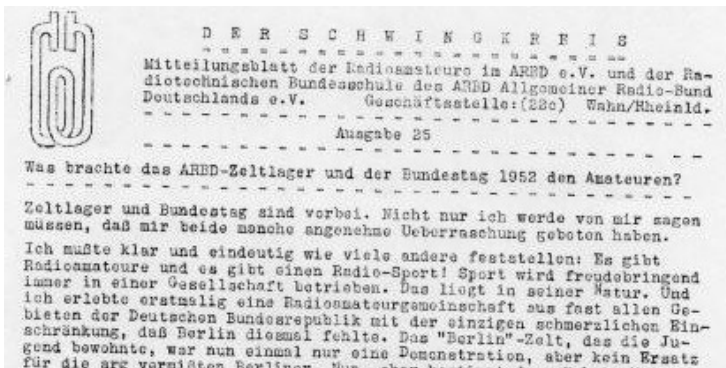 D E R S C H W I N G K R E I S
Mitteilungsblatt der Radioamateure im ARBD e.V. und der Ra-
diotechnischen Bundesschule des ARBD Allgemeiner Radio-Bund
Deutschlands e.V. Geschäftsstelle:(22c) Wahn/Rheinld.
Ausgabe 25
Was brachte das ARBD-Zeltlager und der Bundestag 1952 den Amateuren?
Zeltlager und Bundestag sind vorbei. Nicht nur ich werde von mir sagen
müssen, daß mir beide manche angenehme Ueberraschung geboten haben.
Ich mußte klar und eindeutig wie viele andere feststellen: Es gibt
Radioamateure und es gibt einen Radio-Sport! Sport wird freudebringend
immer in einer Gesellschaft betrieben. Das liegt in seiner Natur. Und
ich erlebte erstmalig eine Radioamateurgemeinschaft aus fast allen Ge-
bieten der Deutschen Bundesrepublik mit der einzigen schmerzlichen Ein-
schränkung, daß Berlin diesmal fehlte. Das "Berlin"-Zelt, das die Ju-
gend bewohnte, war nun einmal nur eine Demonstration, aber kein Ersatz
für die arg vermißten Berliner. Nun, aber